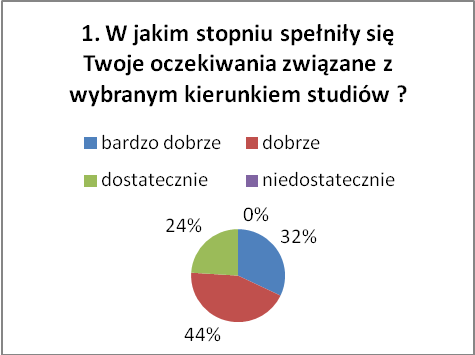 1. W jakim stopniu spełniły się
Twoje oczekiwania związane z
wybranym kierunkiem studiów ?
bardzo dobrze dobrze
dostatecznie niedostatecznie
0%
24% 32%
44%